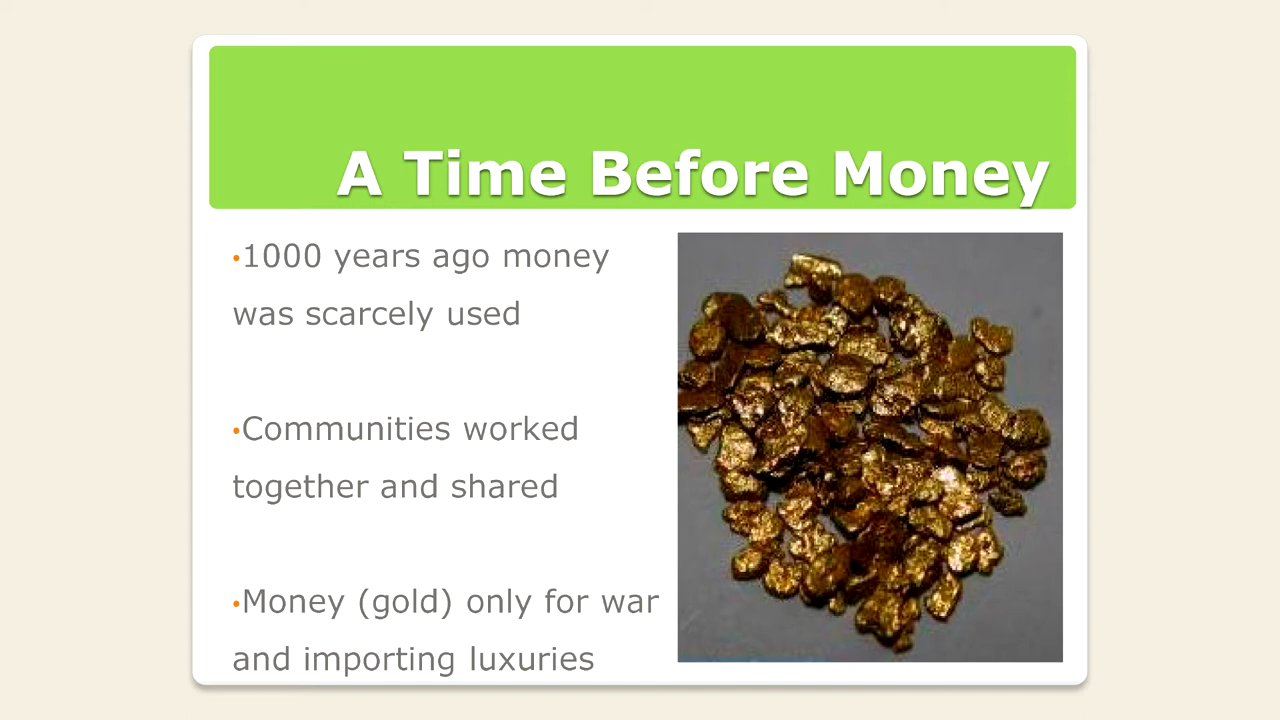 A Time Before Money
•1000 years ago money
was scarcely used
•Communities worked
together and shared
•Money (gold) only for war
and importing luxuries